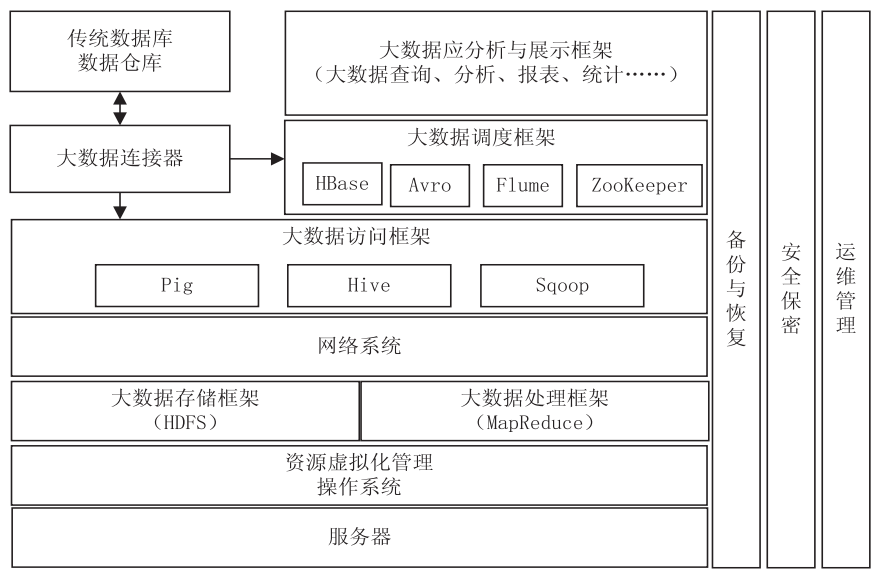 传统数据库
数据仓库
大数据应分析与展示框架
（大数据查询、分析、报表、统计……）
大数据连接器
大数据调度框架
HBase
Avro
Flume
ZooKeeper
大数据访问框架
Pig
Hive
Sqoop
网络系统
大数据存储框架
（HDFS）
大数据处理框架
（MapReduce）
资源虚拟化管理
操作系统
服务器
备份与恢复
安全保密
运维管理